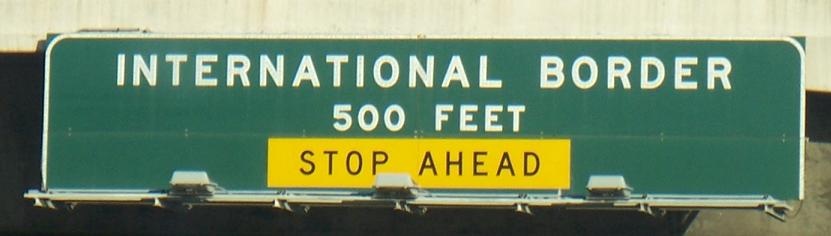 INTERNATIONAL BORDER
500 FEET
STOP AHEAD